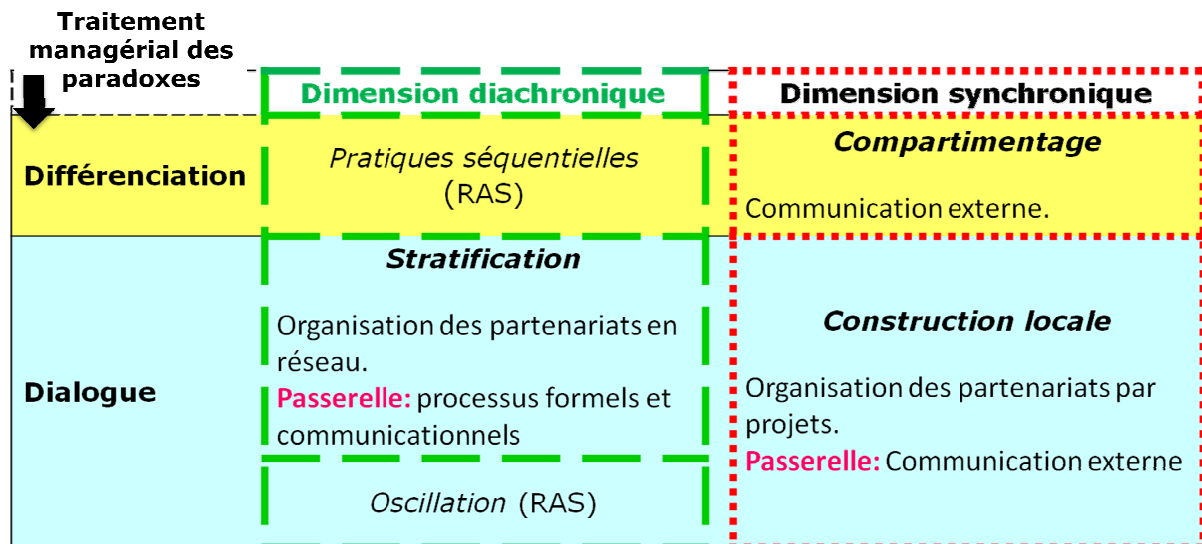 Traitement
managérial des
paradoxes
Dimension diachronique
Dimension synchronique
Différenciation
Pratiques séquentielles
(RAS)
Compartimentage
Communication externe.
Dialogue
Stratification
Organisation des partenariats en
réseau.
Passerelle: processus formels et
communicationnels
Oscillation (RAS)
Construction locale
Organisation des partenariats par
projets.
Passerelle: Communication externe